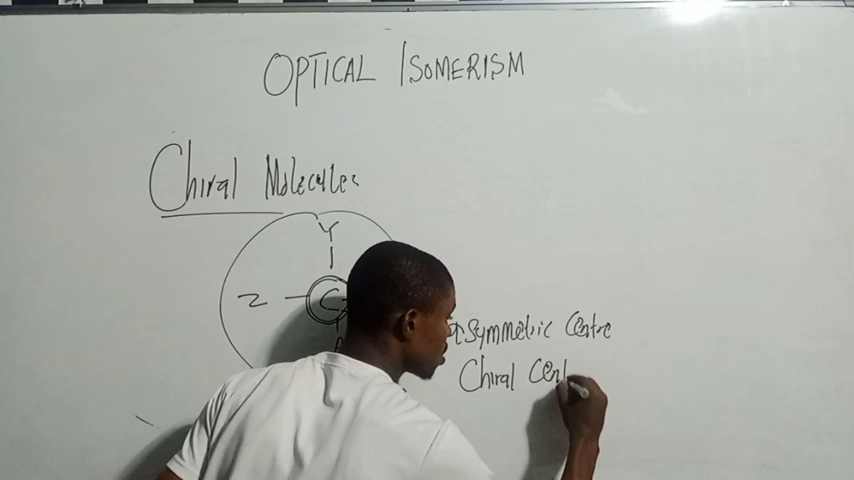 OPTICAL ISOMERISM
Chiral Molecules
Y
Z C
Asymmetric Centre
Chiral Cen